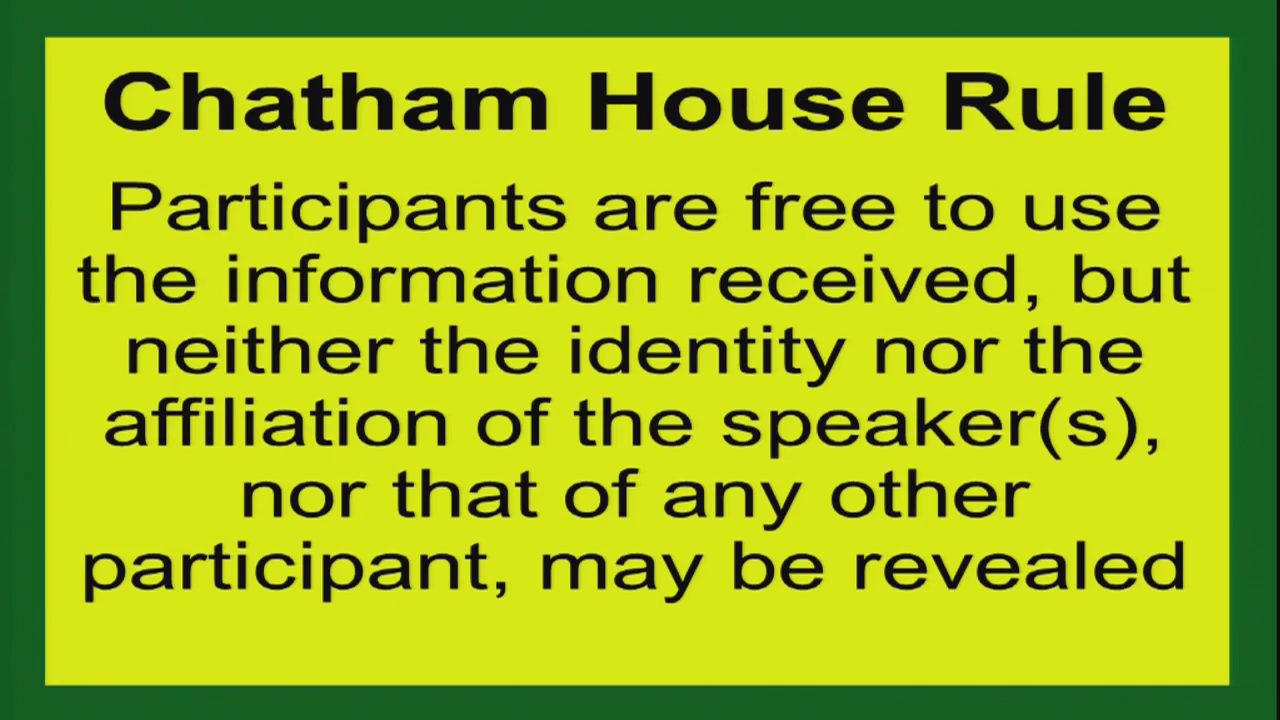 Chatham House Rule
Participants are free to use
the information received, but
neither the identity nor the
affiliation of the speaker(s),
nor that of any other
participant, may be revealed